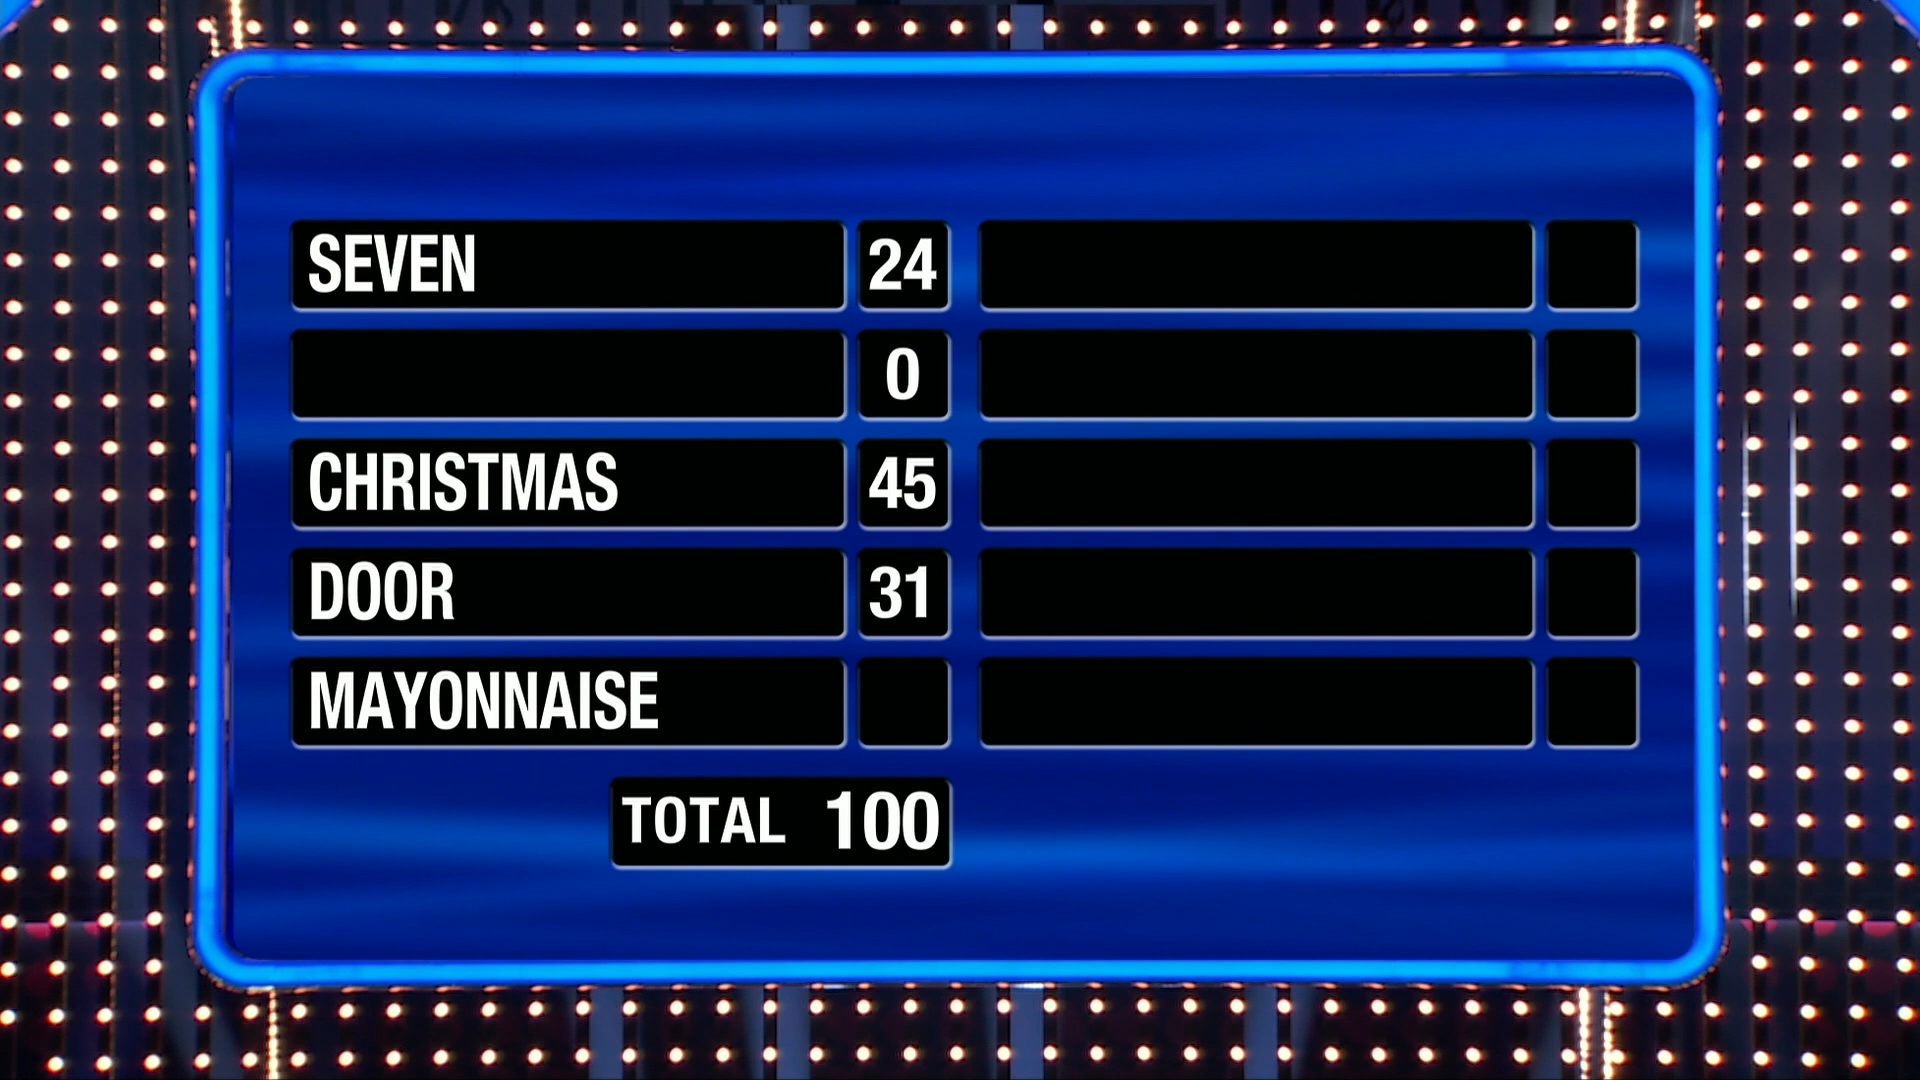 SEVEN 24
0
CHRISTMAS 45
DOOR 31
MAYONNAISE
TOTAL 100